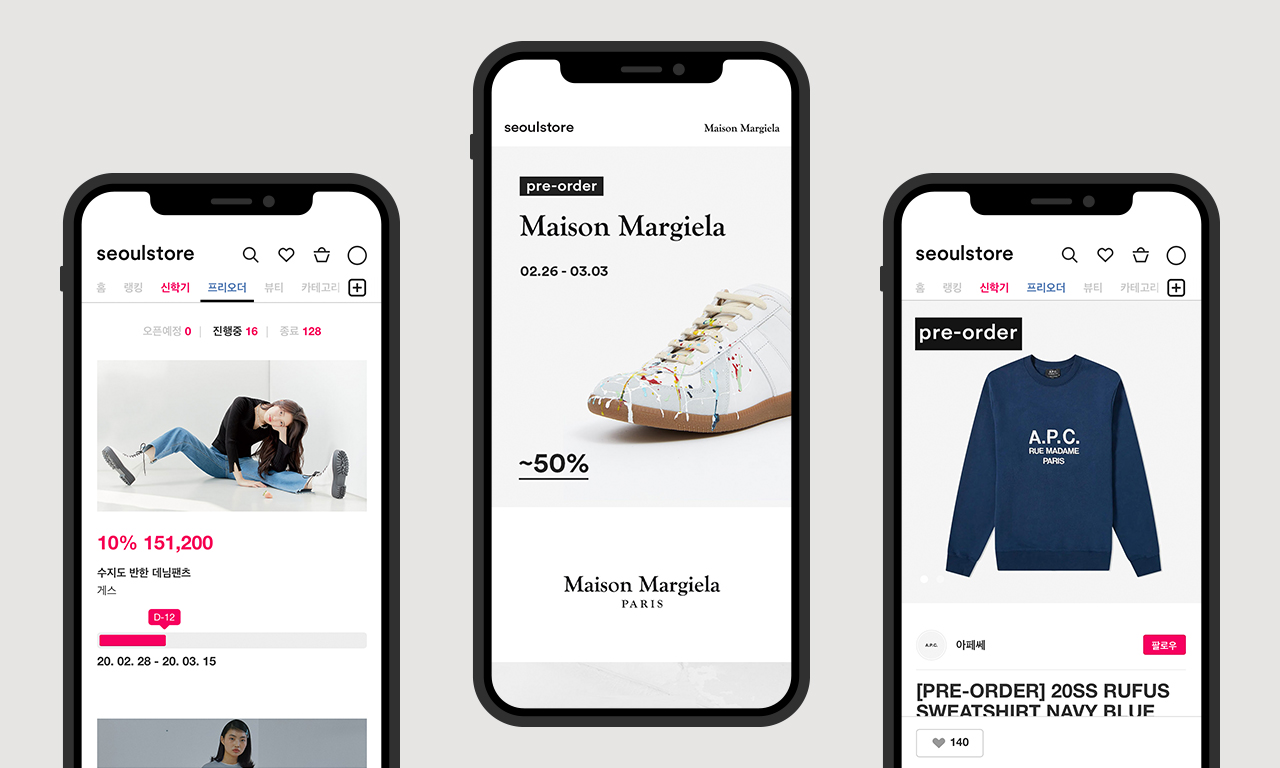 seoulstore
홈 랭킹 신학기 프리오더 뷰티 카테고리
오픈예정 0 | 진행중 16 | 종료 128
10% 151,200
수지도 반한 데님팬츠
게스
D-12
20. 02. 28 - 20. 03. 15
seoulstore Maison Margiela
pre-order
Maison Margiela
02.26 - 03.03
~50%
Maison Margiela
PARIS
seoulstore
홈 랭킹 신학기 프리오더 뷰티 카테고리
pre-order
A.P.C.
A.P.C.
RUE MADAME
PARIS
A.P.C. 아페쎄 팔로우
[PRE-ORDER] 20SS RUFUS
SWEATSHIRT NAVY BLUE
140